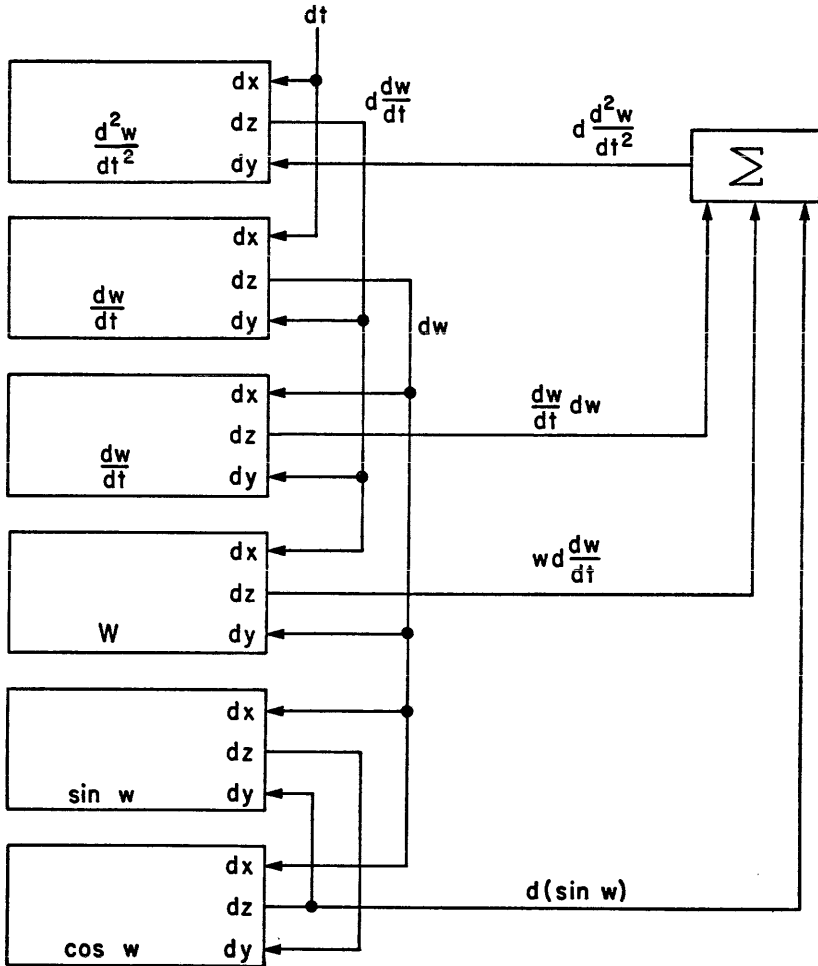 dt
dx
d dw/dt
dz
d²w/dt²
d d²w/dt²
dy
Σ
dx
dz
dw/dt
dy
dw
dx
dw/dt dw
dz
dw/dt
dy
dx
wd dw/dt
dz
W
dy
dx
dz
sin w
dy
dx
d(sin w)
dz
cos w
dy